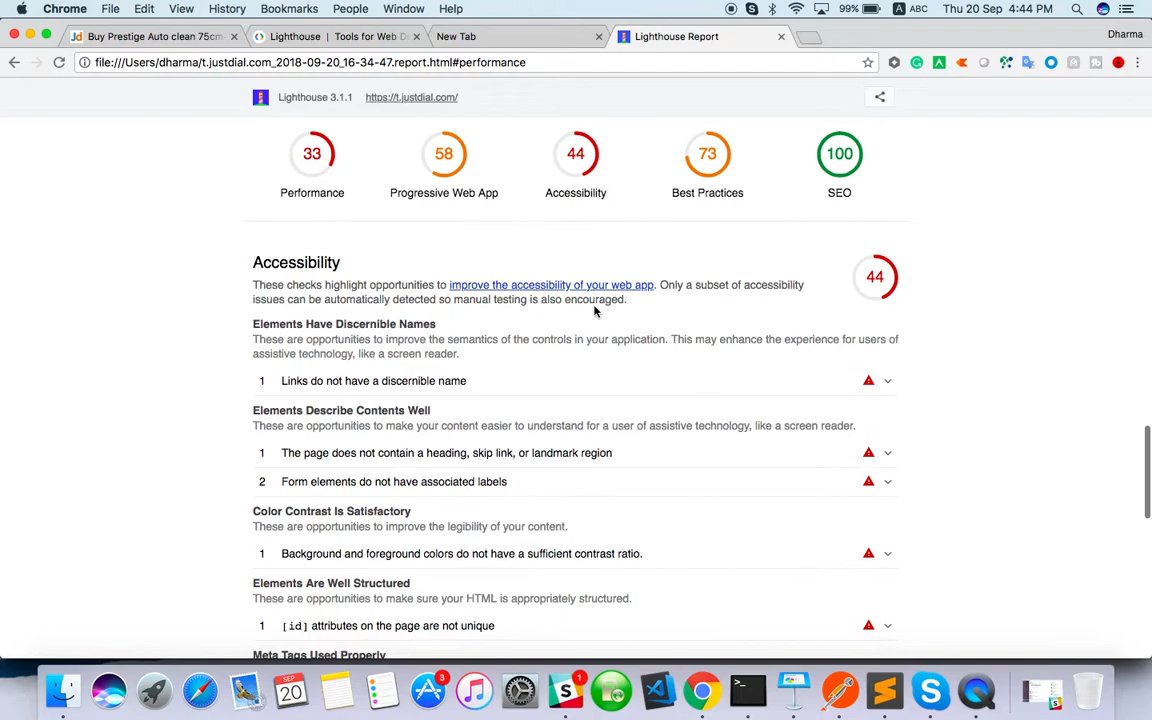 Chrome File Edit View History Bookmarks People Window Help 99% A ABC Thu 20 Sep 4:44 PM
Jd Buy Prestige Auto clean 75cm- Lighthouse | Tools for Web De New Tab Lighthouse Report Dharma
file:///Users/dharma/t.justdial.com_2018-09-20_16-34-47.report.html#performance
Lighthouse 3.1.1 https://t.justdial.com/
33 58 44 73 100
Performance Progressive Web App Accessibility Best Practices SEO
Accessibility
These checks highlight opportunities to improve the accessibility of your web app. Only a subset of accessibility
issues can be automatically detected so manual testing is also encouraged.
44
Elements Have Discernible Names
These are opportunities to improve the semantics of the controls in your application. This may enhance the experience for users of
assistive technology, like a screen reader.
1 Links do not have a discernible name
Elements Describe Contents Well
These are opportunities to make your content easier to understand for a user of assistive technology, like a screen reader.
1 The page does not contain a heading, skip link, or landmark region
2 Form elements do not have associated labels
Color Contrast Is Satisfactory
These are opportunities to improve the legibility of your content.
1 Background and foreground colors do not have a sufficient contrast ratio.
Elements Are Well Structured
These are opportunities to make sure your HTML is appropriately structured.
1 [id] attributes on the page are not unique
Meta Tags Used Properly
SEP
20
3
1